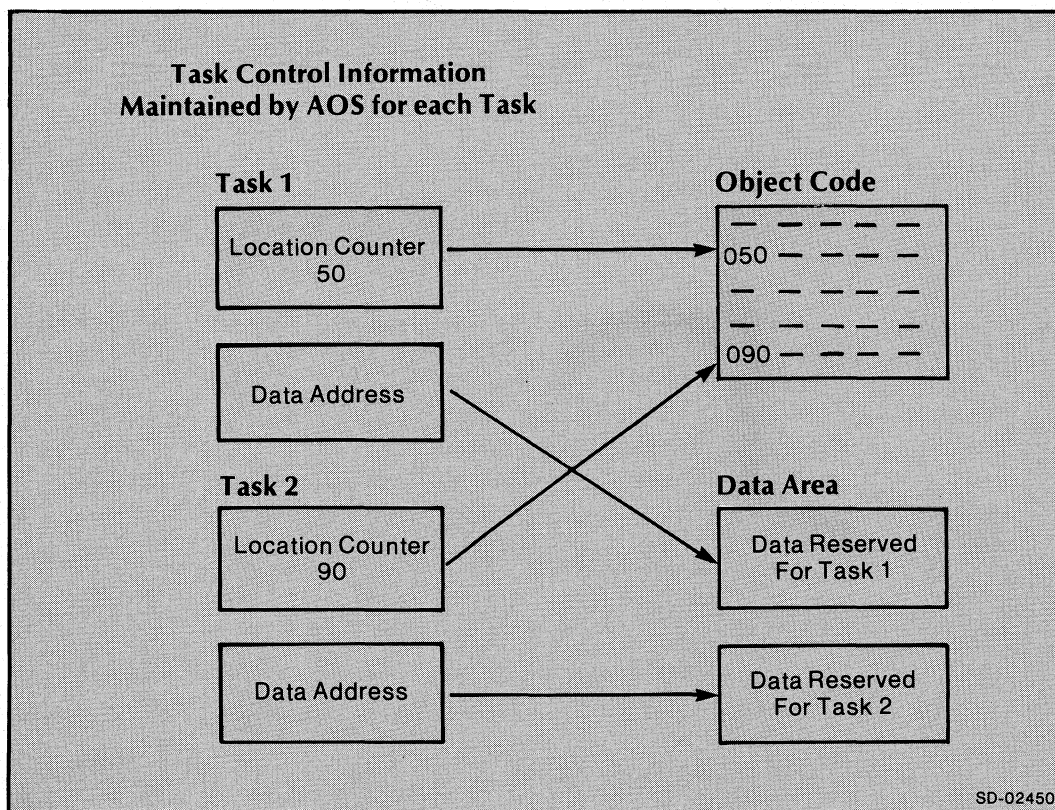 Task Control Information
Maintained by AOS for each Task
Task 1
Location Counter
50
Data Address
Task 2
Location Counter
90
Data Address
Object Code
050
090
Data Area
Data Reserved
For Task 1
Data Reserved
For Task 2
SD-02450